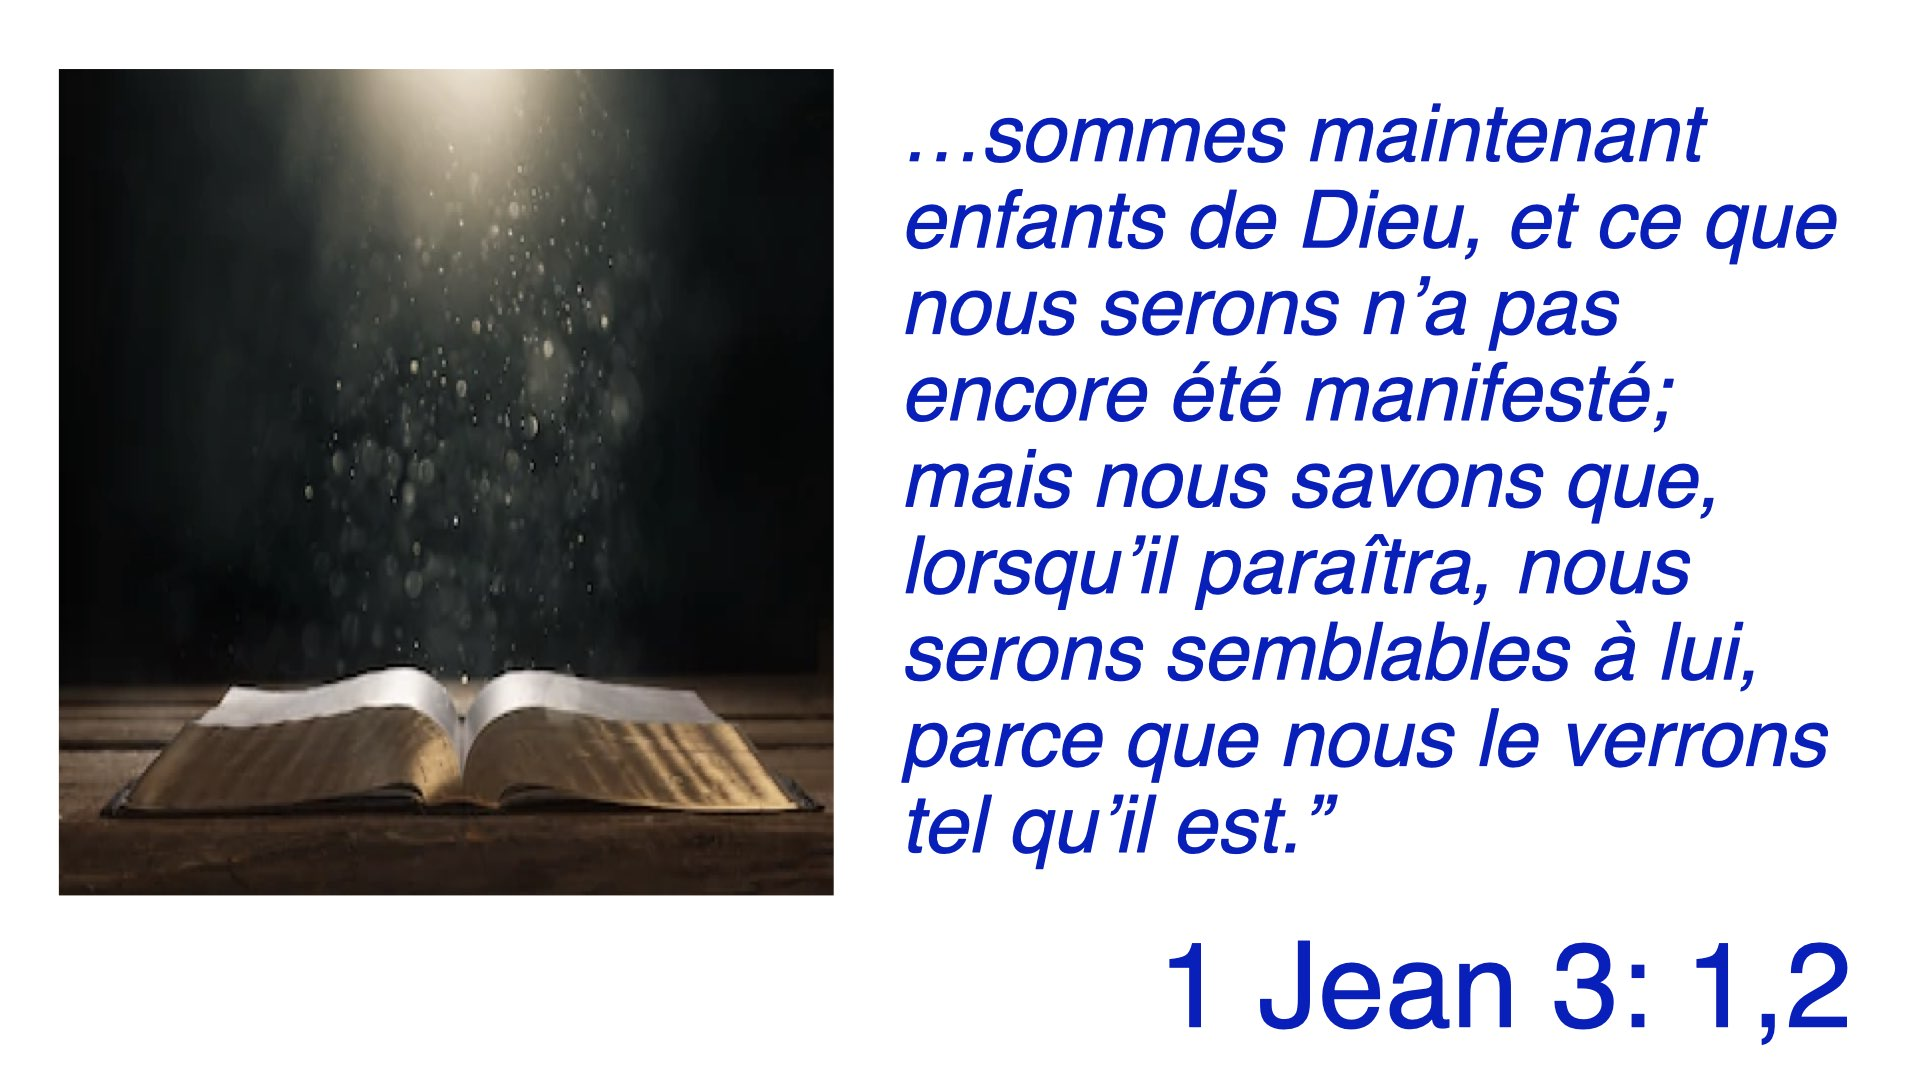 …sommes maintenant
enfants de Dieu, et ce que
nous serons n’a pas
encore été manifesté;
mais nous savons que,
lorsqu’il paraîtra, nous
serons semblables à lui,
parce que nous le verrons
tel qu’il est.”
1 Jean 3: 1,2